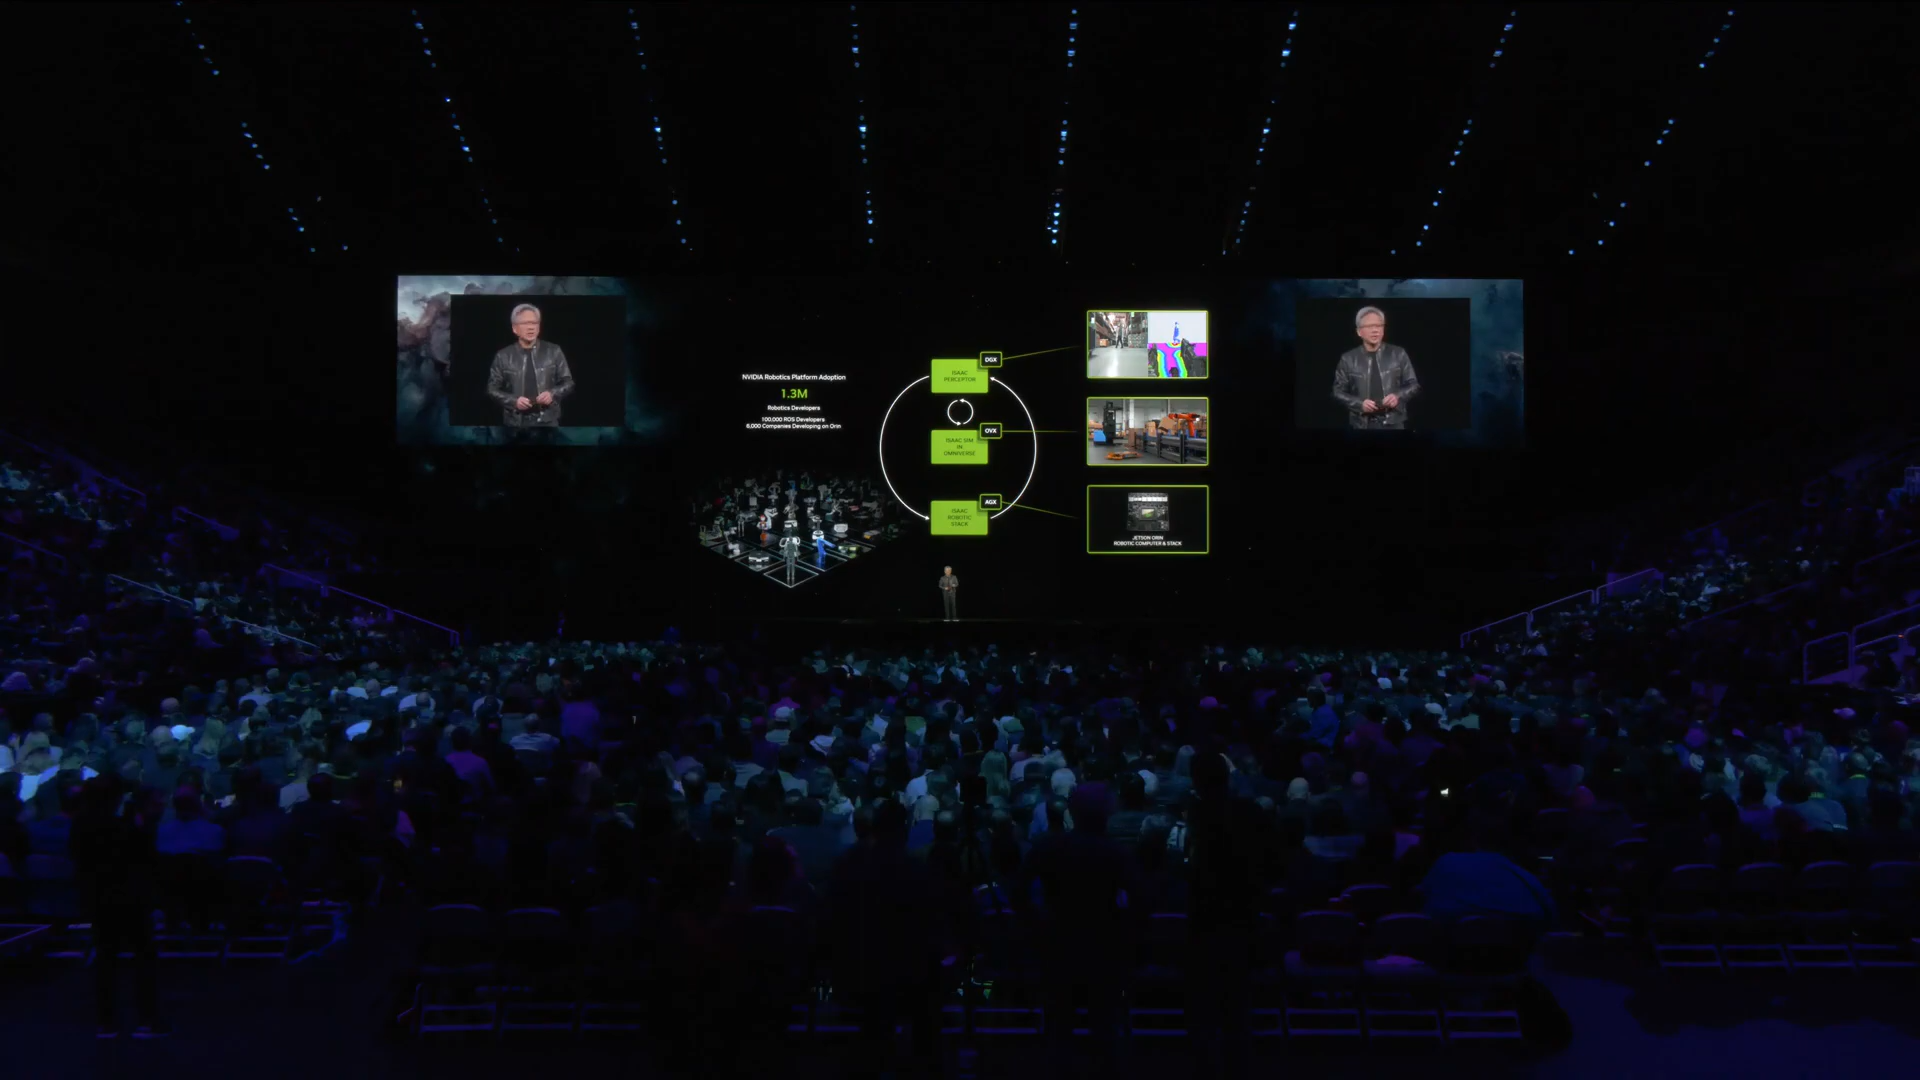 NVIDIA Robotics Platform Adoption
1.3M
Robotics Developers
100,000 ROS Developers
6,000 Companies Developing on Orin
DGX
ISAAC
PERCEPTOR
OVX
ISAAC SIM
IN
OMNIVERSE
AGX
ISAAC
ROBOTIC
STACK
JETSON ORIN
ROBOTIC COMPUTER & STACK